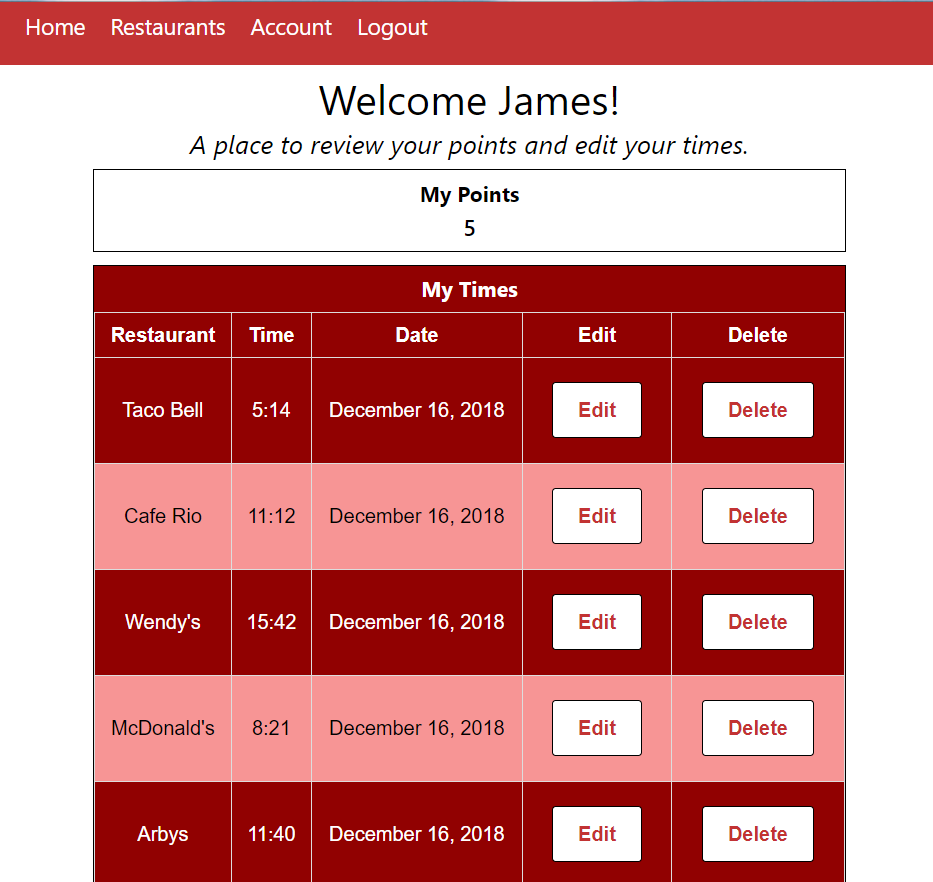 Home Restaurants Account Logout
Welcome James!
A place to review your points and edit your times.
My Points
5
My Times
Restaurant Time Date Edit Delete
Taco Bell 5:14 December 16, 2018 Edit Delete
Cafe Rio 11:12 December 16, 2018 Edit Delete
Wendy's 15:42 December 16, 2018 Edit Delete
McDonald's 8:21 December 16, 2018 Edit Delete
Arbys 11:40 December 16, 2018 Edit Delete